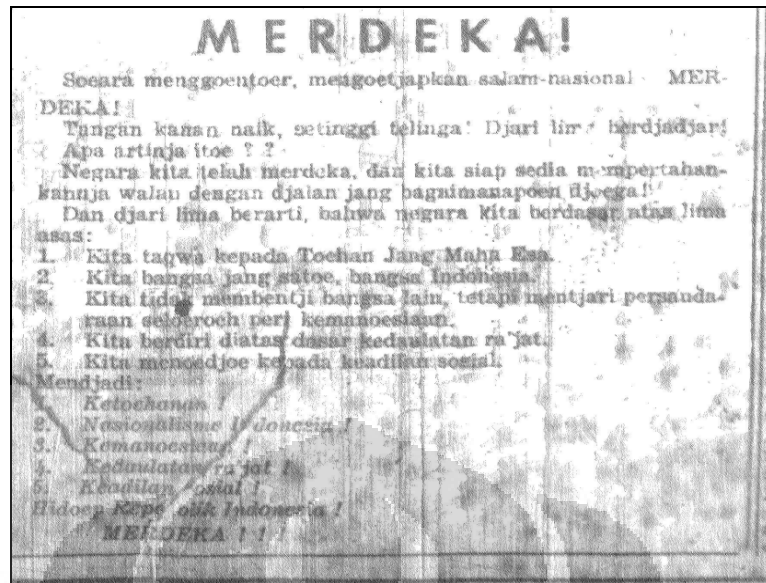 MERDEKA!
Soeara menggoentoer, mengoetjapkan salam-nasional MER-
DEKA!
Tangan kanan naik, setinggi telinga! Djari lima berdjadjar!
Apa artinja itoe ? ?
Negara kita telah merdeka, dan kita siap sedia mempertahan-
kannja walau dengan djalan jang bagaimanapoen djoega!!
Dan djari lima berarti, bahwa negara kita berdasar atas lima
asas:
1. Kita taqwa kepada Toehan Jang Maha Esa.
2. Kita bangsa jang satoe, bangsa Indonesia.
3. Kita tidak membentji bangsa lain, tetapi mentjari persauda-
raan seloeroch peri kemanoesiaan.
4. Kita berdiri diatas dasar kedaulatan ra'jat.
5. Kita menoedjoe kepada keadilan sosial.
Mendjadi:
1. Ketoehanan !
2. Nasionalisme Indonesia !
3. Kemanoesiaan !
4. Kedaulatan ra'jat !
5. Keadilan sosial !
Hidoep Repoeblik Indonesia !
MERDEKA ! ! !